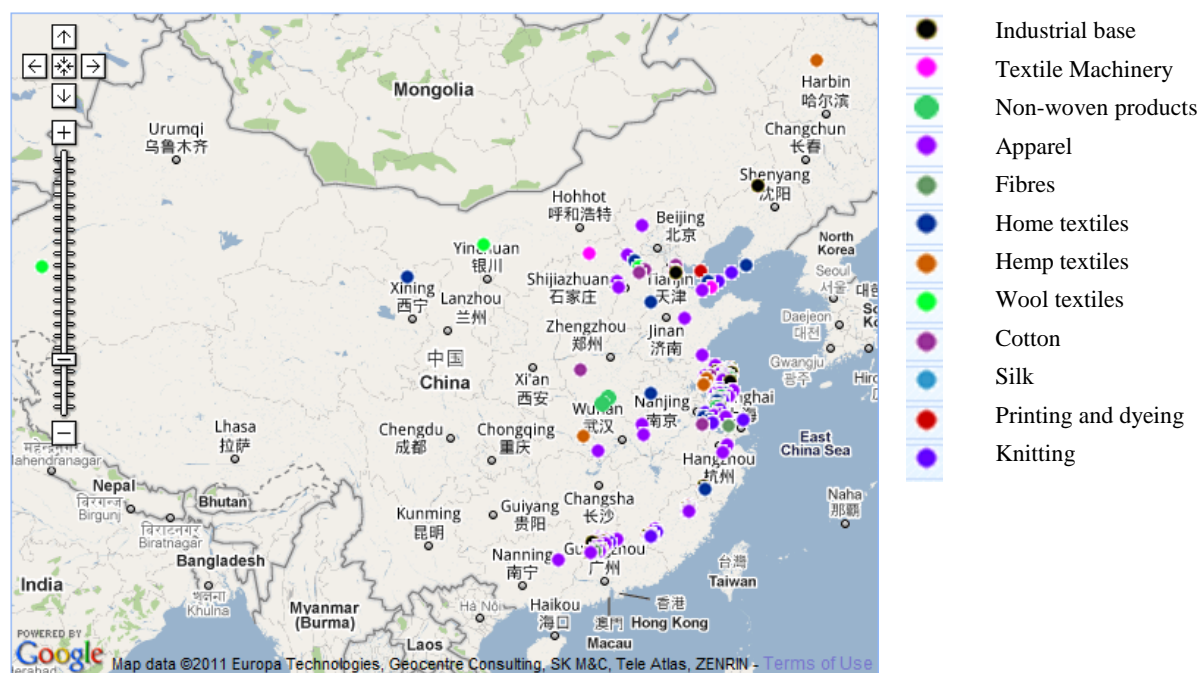 Mongolia
Harbin
哈尔滨
Changchun
长春
Urumqi
乌鲁木齐
Shenyang
沈阳
Hohhot
呼和浩特
Beijing
北京
North
Korea
Seoul
서울
Yinchuan
银川
Shijiazhuang
石家庄
Tianjin
天津
Xining
西宁
Lanzhou
兰州
Daejeon
대전
Zhengzhou
郑州
Jinan
济南
Gwangju
광주
中国
China
Xi'an
西安
Nanjing
南京
Wuhan
武汉
Lhasa
拉萨
Chengdu
成都
Chongqing
重庆
East
China Sea
Hangzhou
杭州
Nepal
Birgunj
Bhutan
Biratnagar
Changsha
长沙
Naha
那覇
Kunming
昆明
Guiyang
贵阳
Bangladesh
Nanning
南宁
Guangzhou
广州
台灣
Taiwan
India
Khulna
Myanmar
(Burma)
Hà Nội
Haikou
海口
香港
Hong Kong
澳門
Macau
Laos
POWERED BY
Google
Map data ©2011 Europa Technologies, Geocentre Consulting, SK M&C, Tele Atlas, ZENRIN - Terms of Use
Industrial base
Textile Machinery
Non-woven products
Apparel
Fibres
Home textiles
Hemp textiles
Wool textiles
Cotton
Silk
Printing and dyeing
Knitting